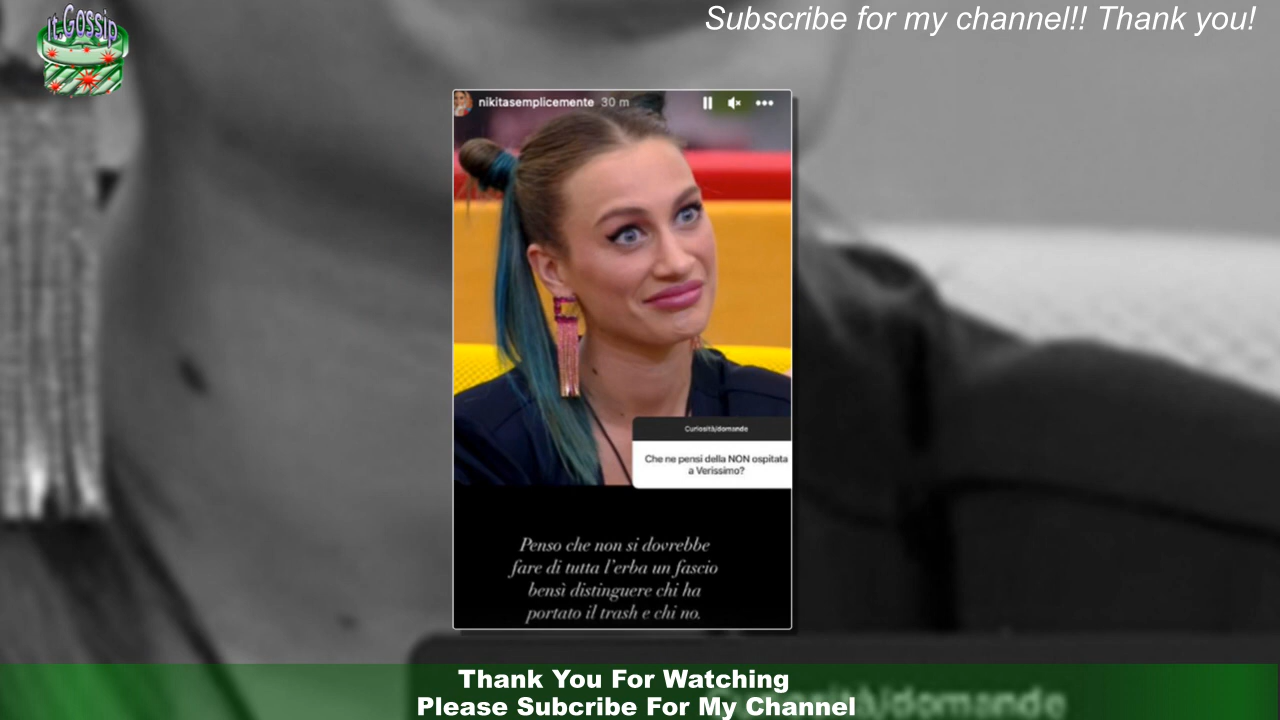 It.Gossip
Subscribe for my channel!! Thank you!
nikitasemplicemente 30 m
Curiosità/domande
Che ne pensi della NON ospitata
a Verissimo?
Penso che non si dovrebbe
fare di tutta l'erba un fascio
bensì distinguere chi ha
portato il trash e chi no.
Thank You For Watching
Please Subcribe For My Channel
Curiosità/domande